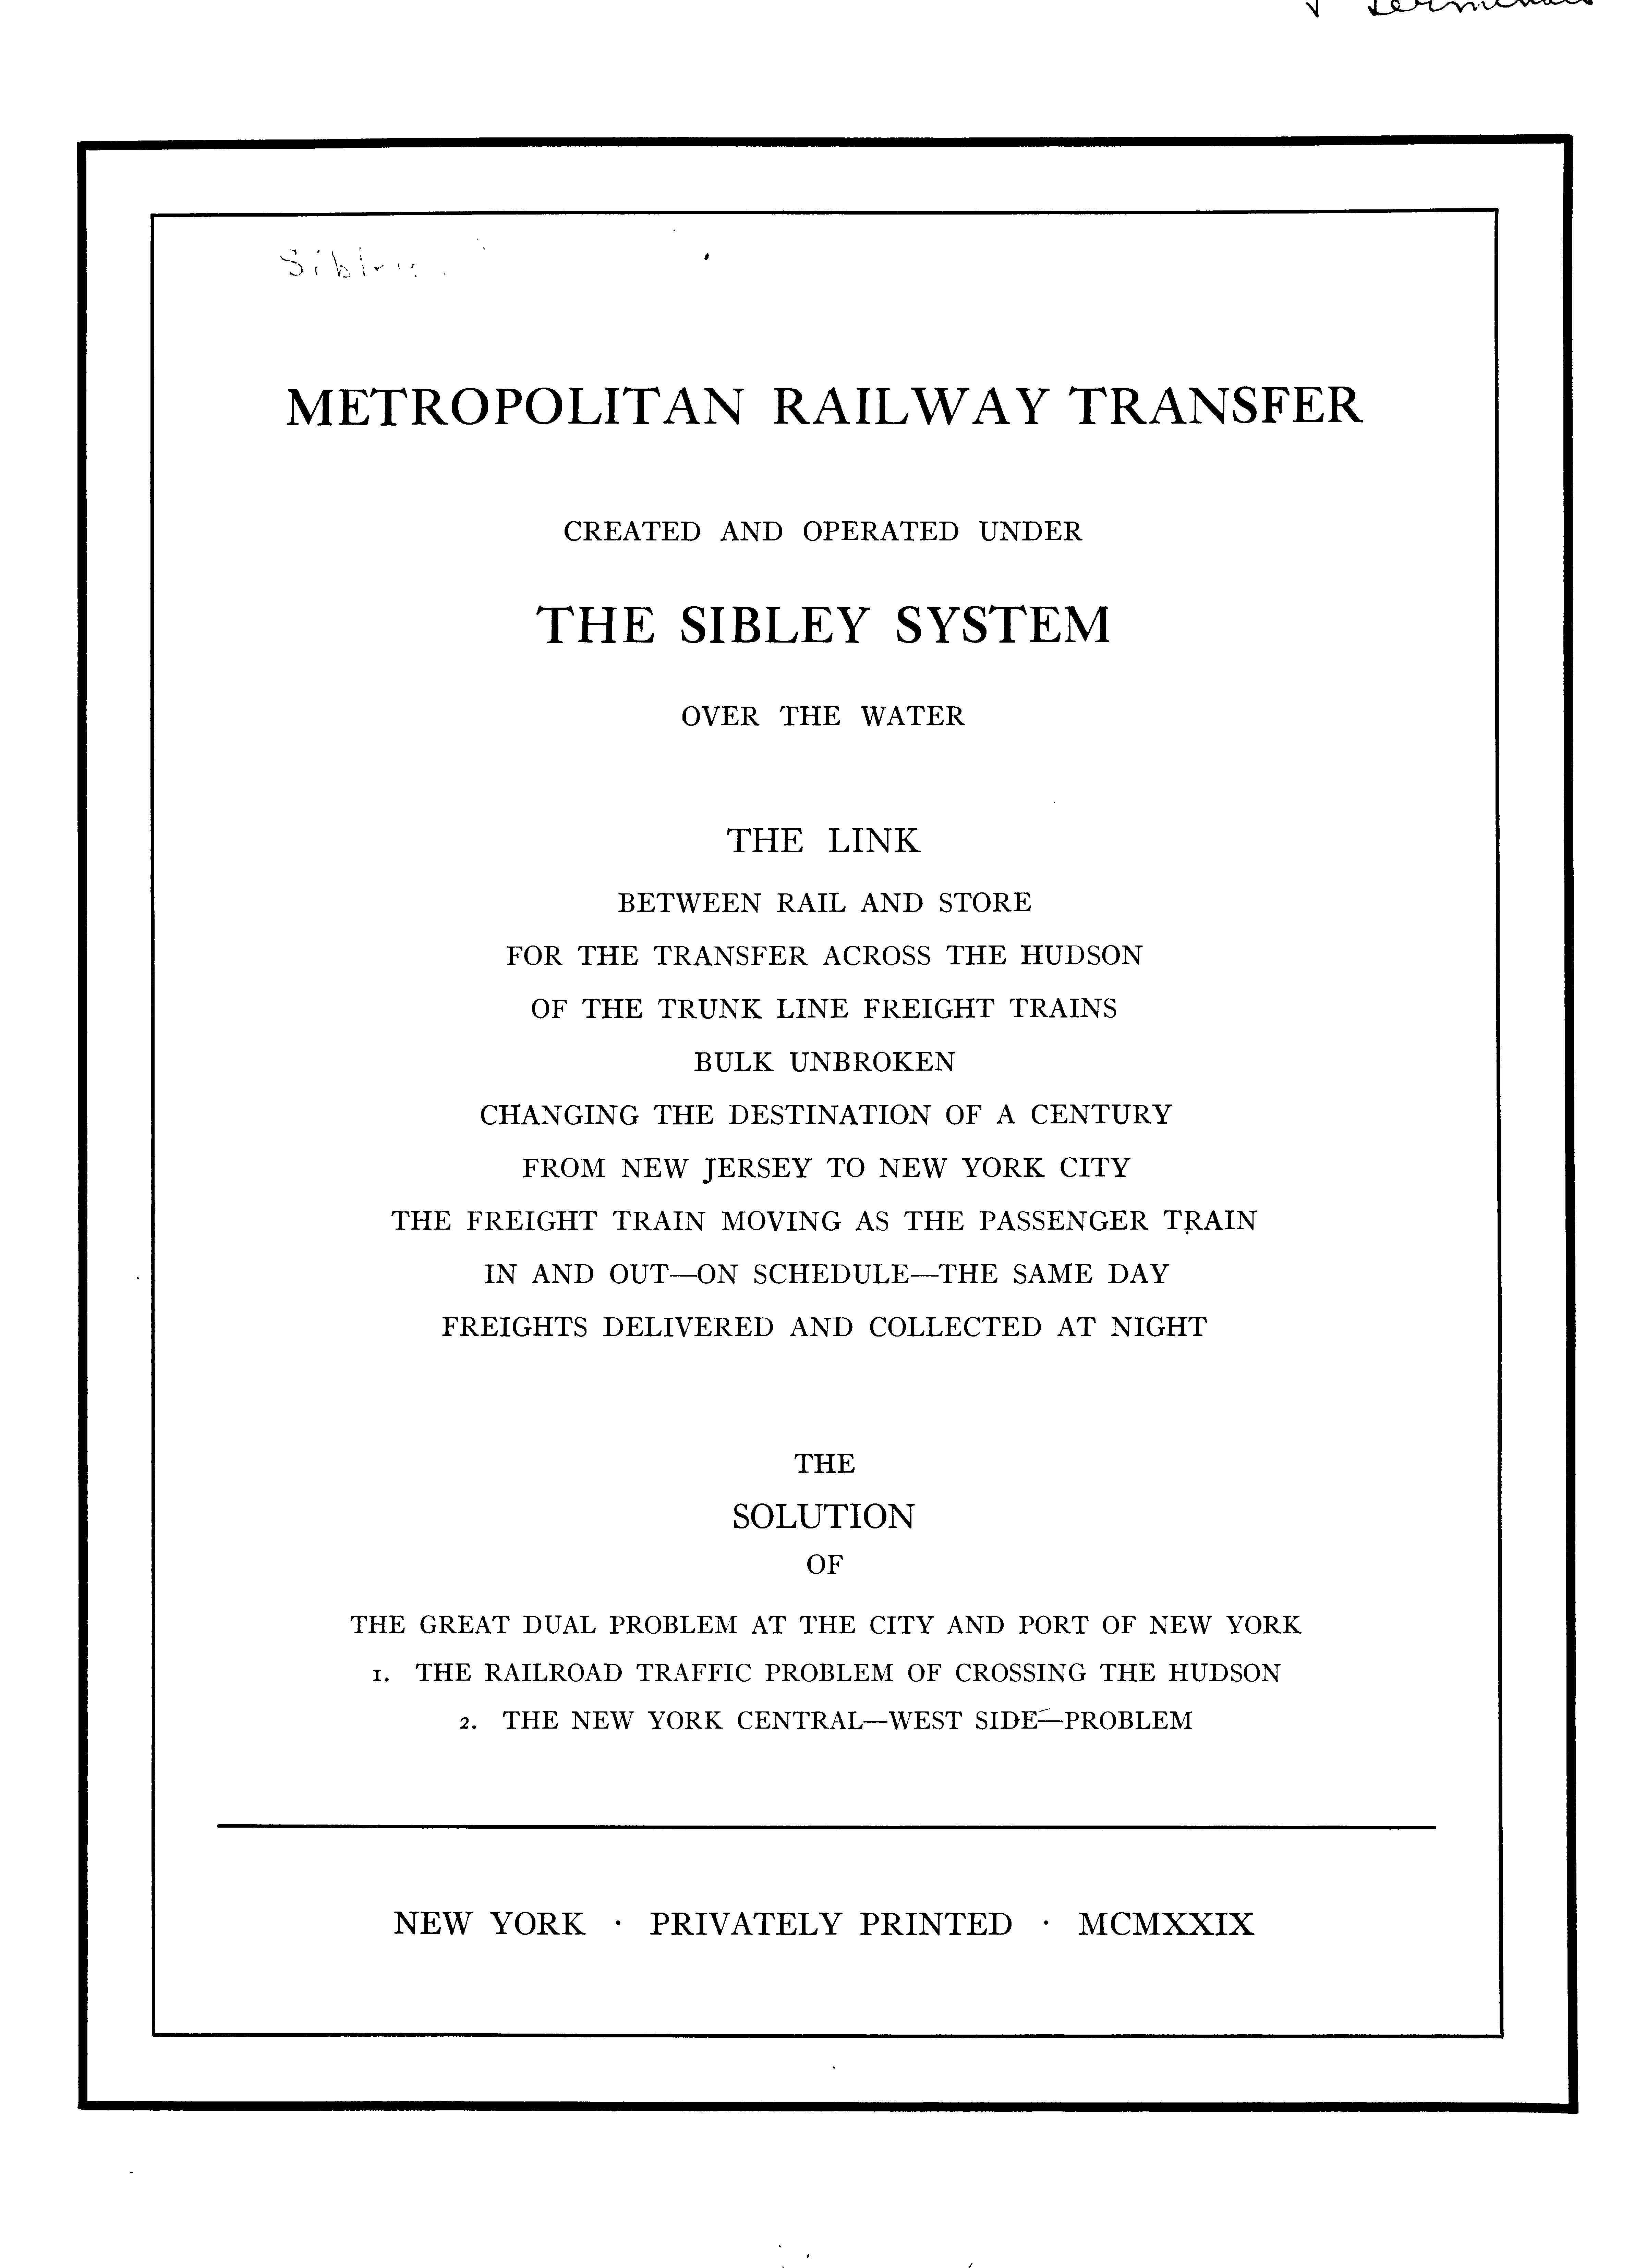 METROPOLITAN RAILWAY TRANSFER
CREATED AND OPERATED UNDER
THE SIBLEY SYSTEM
OVER THE WATER
THE LINK
BETWEEN RAIL AND STORE
FOR THE TRANSFER ACROSS THE HUDSON
OF THE TRUNK LINE FREIGHT TRAINS
BULK UNBROKEN
CHANGING THE DESTINATION OF A CENTURY
FROM NEW JERSEY TO NEW YORK CITY
THE FREIGHT TRAIN MOVING AS THE PASSENGER TRAIN
IN AND OUT—ON SCHEDULE—THE SAME DAY
FREIGHTS DELIVERED AND COLLECTED AT NIGHT
THE
SOLUTION
OF
THE GREAT DUAL PROBLEM AT THE CITY AND PORT OF NEW YORK
1. THE RAILROAD TRAFFIC PROBLEM OF CROSSING THE HUDSON
2. THE NEW YORK CENTRAL—WEST SIDE—PROBLEM
NEW YORK · PRIVATELY PRINTED · MCMXXIX